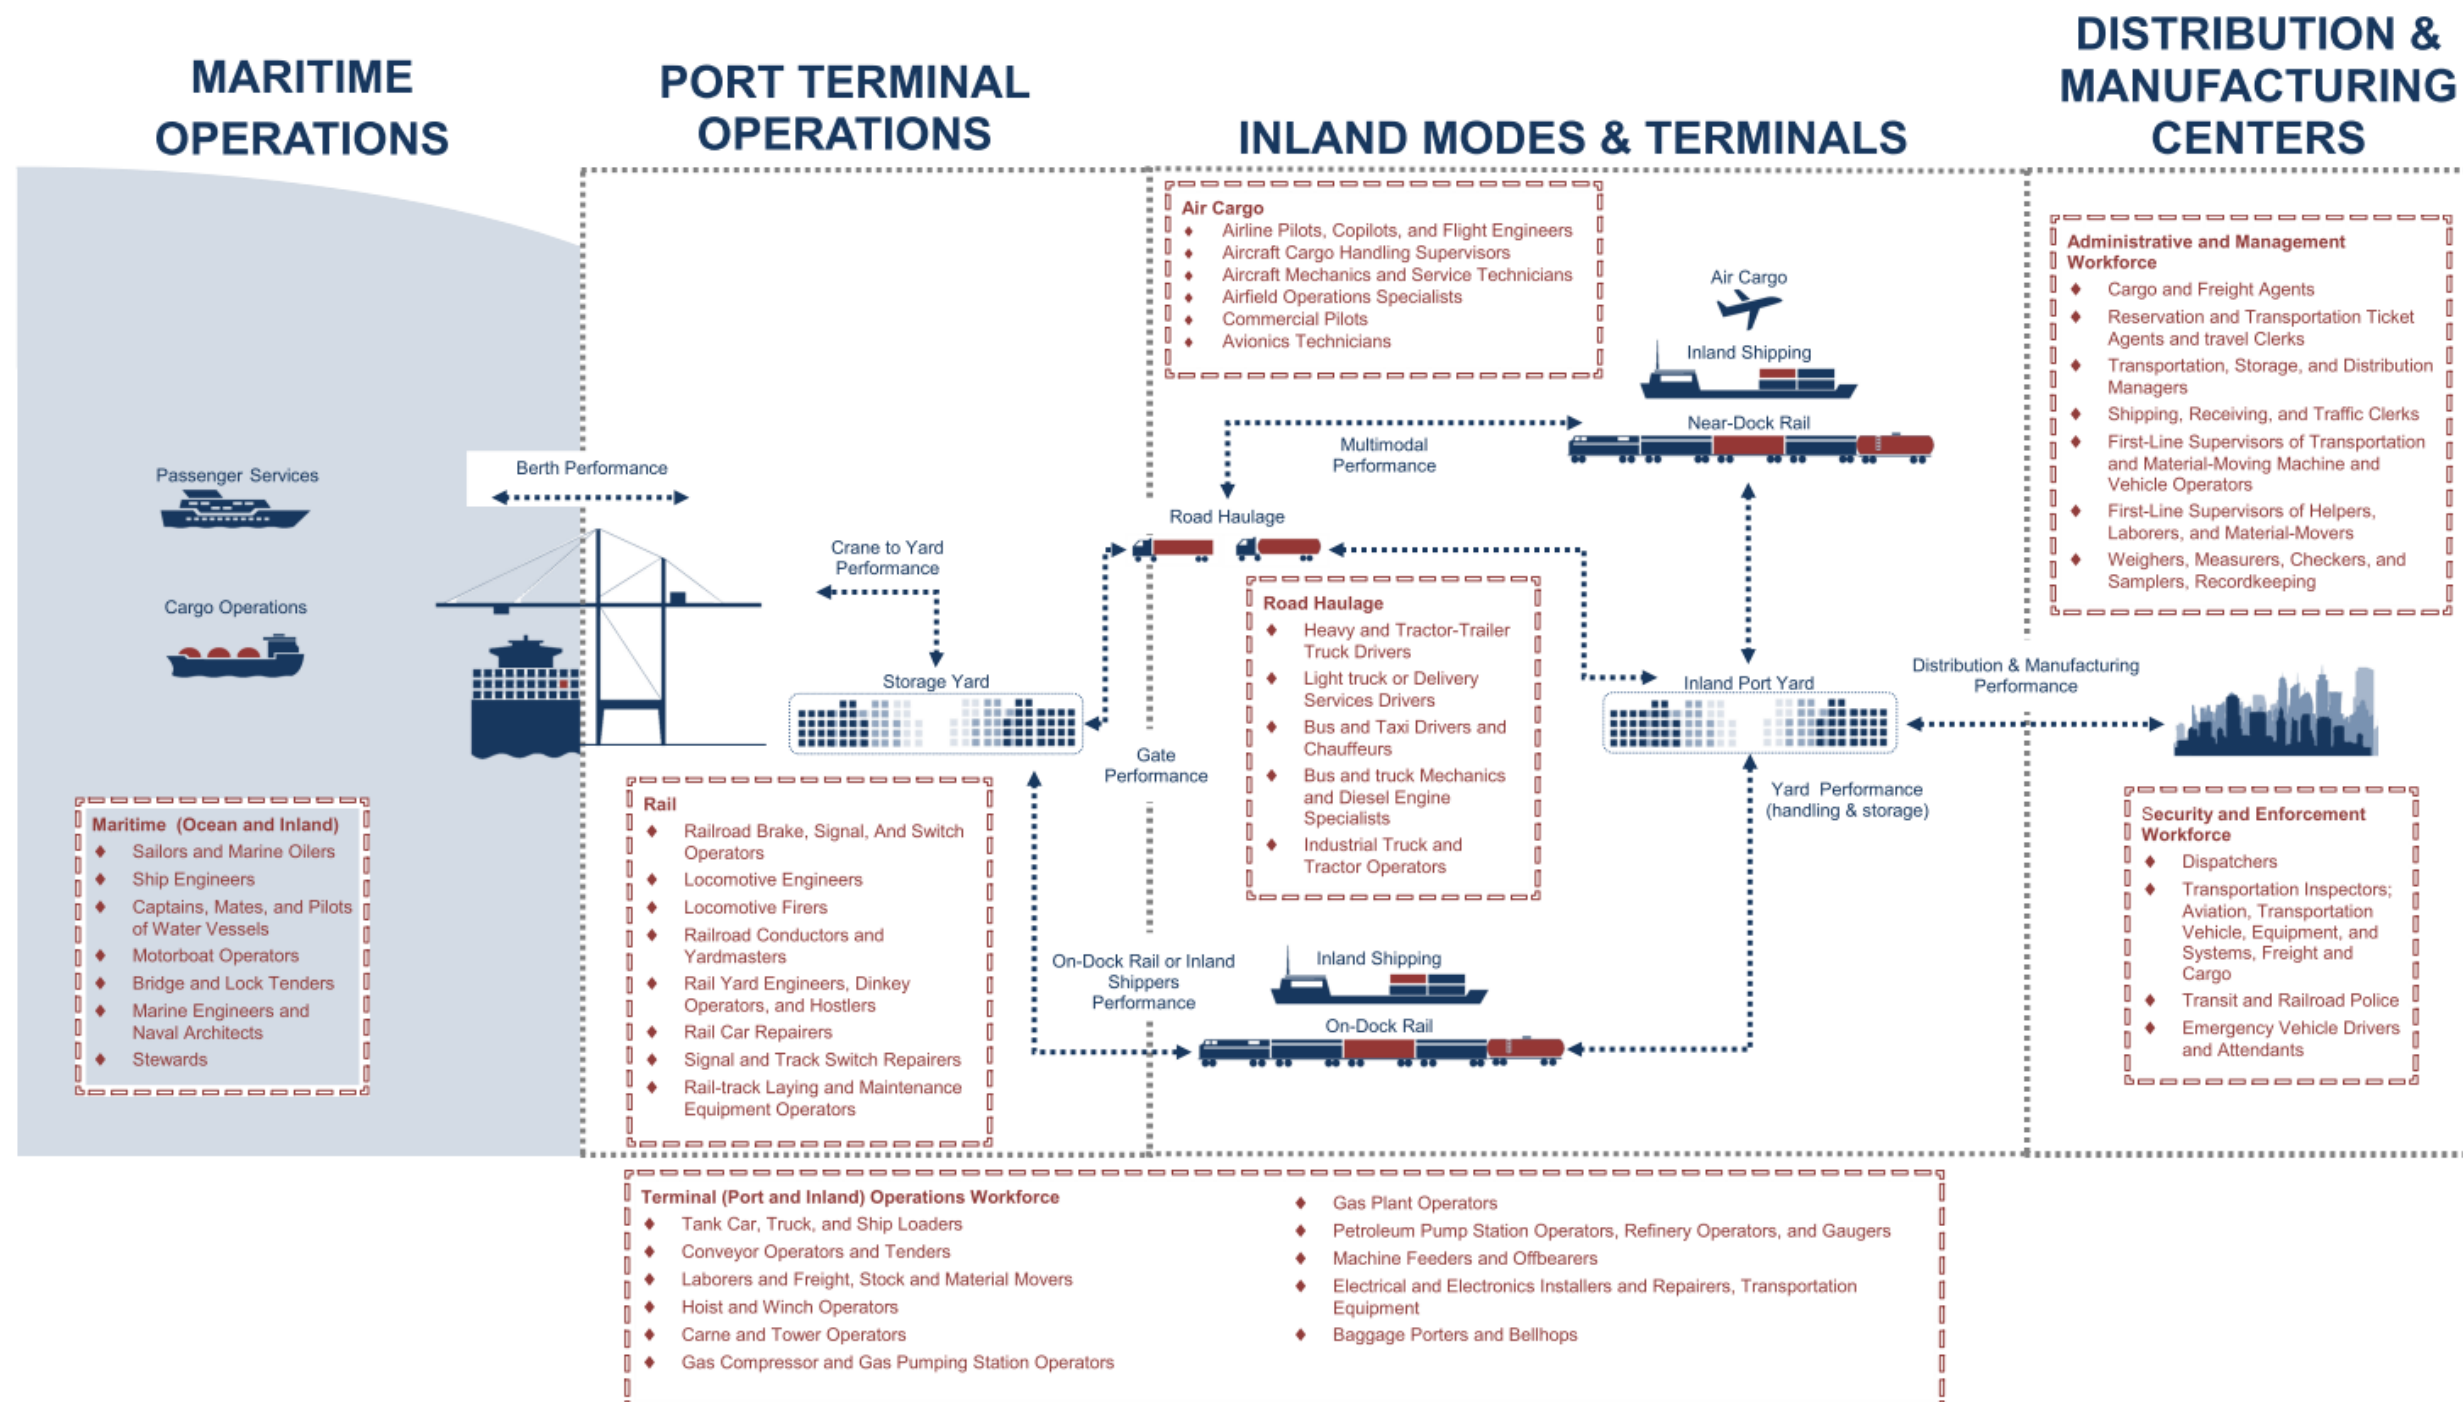 MARITIME
OPERATIONS
PORT TERMINAL
OPERATIONS
INLAND MODES & TERMINALS
DISTRIBUTION &
MANUFACTURING
CENTERS
Passenger Services
Cargo Operations
Berth Performance
Maritime (Ocean and Inland)
♦ Sailors and Marine Oilers
♦ Ship Engineers
♦ Captains, Mates, and Pilots
of Water Vessels
♦ Motorboat Operators
♦ Bridge and Lock Tenders
♦ Marine Engineers and
Naval Architects
♦ Stewards
Crane to Yard
Performance
Storage Yard
Rail
♦ Railroad Brake, Signal, And Switch
Operators
♦ Locomotive Engineers
♦ Locomotive Firers
♦ Railroad Conductors and
Yardmasters
♦ Rail Yard Engineers, Dinkey
Operators, and Hostlers
♦ Rail Car Repairers
♦ Signal and Track Switch Repairers
♦ Rail-track Laying and Maintenance
Equipment Operators
Gate
Performance
On-Dock Rail or Inland
Shippers
Performance
Air Cargo
♦ Airline Pilots, Copilots, and Flight Engineers
♦ Aircraft Cargo Handling Supervisors
♦ Aircraft Mechanics and Service Technicians
♦ Airfield Operations Specialists
♦ Commercial Pilots
♦ Avionics Technicians
Air Cargo
Inland Shipping
Near-Dock Rail
Multimodal
Performance
Road Haulage
Road Haulage
♦ Heavy and Tractor-Trailer
Truck Drivers
♦ Light truck or Delivery
Services Drivers
♦ Bus and Taxi Drivers and
Chauffeurs
♦ Bus and truck Mechanics
and Diesel Engine
Specialists
♦ Industrial Truck and
Tractor Operators
Inland Port Yard
Yard Performance
(handling & storage)
Inland Shipping
On-Dock Rail
Administrative and Management
Workforce
♦ Cargo and Freight Agents
♦ Reservation and Transportation Ticket
Agents and travel Clerks
♦ Transportation, Storage, and Distribution
Managers
♦ Shipping, Receiving, and Traffic Clerks
♦ First-Line Supervisors of Transportation
and Material-Moving Machine and
Vehicle Operators
♦ First-Line Supervisors of Helpers,
Laborers, and Material-Movers
♦ Weighers, Measurers, Checkers, and
Samplers, Recordkeeping
Distribution & Manufacturing
Performance
Security and Enforcement
Workforce
♦ Dispatchers
♦ Transportation Inspectors;
Aviation, Transportation
Vehicle, Equipment, and
Systems, Freight and
Cargo
♦ Transit and Railroad Police
♦ Emergency Vehicle Drivers
and Attendants
Terminal (Port and Inland) Operations Workforce
♦ Tank Car, Truck, and Ship Loaders
♦ Conveyor Operators and Tenders
♦ Laborers and Freight, Stock and Material Movers
♦ Hoist and Winch Operators
♦ Carne and Tower Operators
♦ Gas Compressor and Gas Pumping Station Operators
♦ Gas Plant Operators
♦ Petroleum Pump Station Operators, Refinery Operators, and Gaugers
♦ Machine Feeders and Offbearers
♦ Electrical and Electronics Installers and Repairers, Transportation
Equipment
♦ Baggage Porters and Bellhops